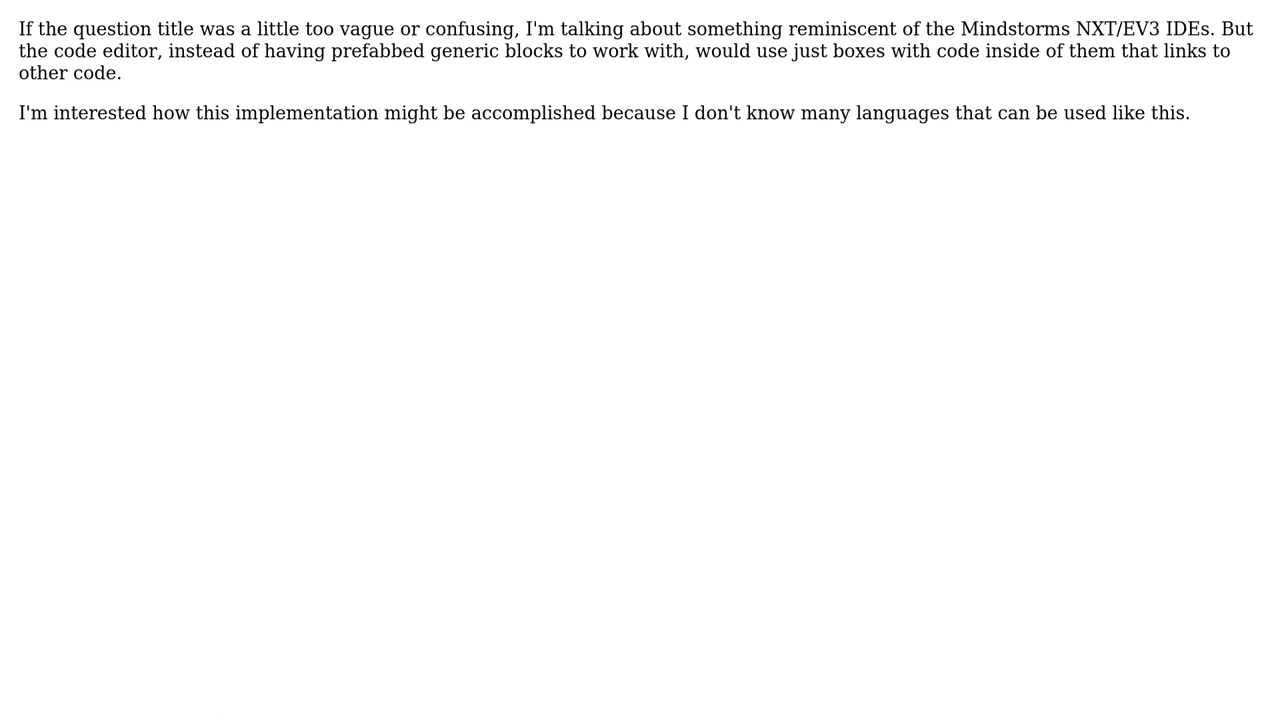 If the question title was a little too vague or confusing, I'm talking about something reminiscent of the Mindstorms NXT/EV3 IDEs. But
the code editor, instead of having prefabbed generic blocks to work with, would use just boxes with code inside of them that links to
other code.
I'm interested how this implementation might be accomplished because I don't know many languages that can be used like this.